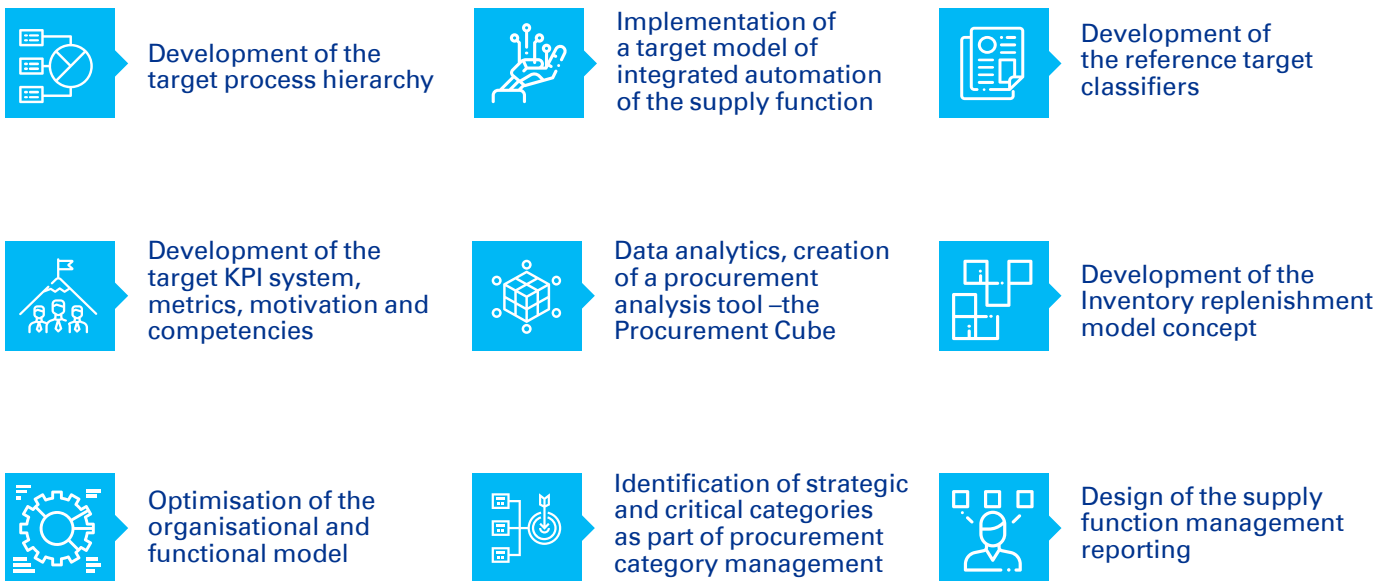 Development of the
target process hierarchy
Implementation of
a target model of
integrated automation
of the supply function
Development of
the reference target
classifiers
Development of the
target KPI system,
metrics, motivation and
competencies
Data analytics, creation
of a procurement
analysis tool –the
Procurement Cube
Development of the
Inventory replenishment
model concept
Optimisation of the
organisational and
functional model
Identification of strategic
and critical categories
as part of procurement
category management
Design of the supply
function management
reporting